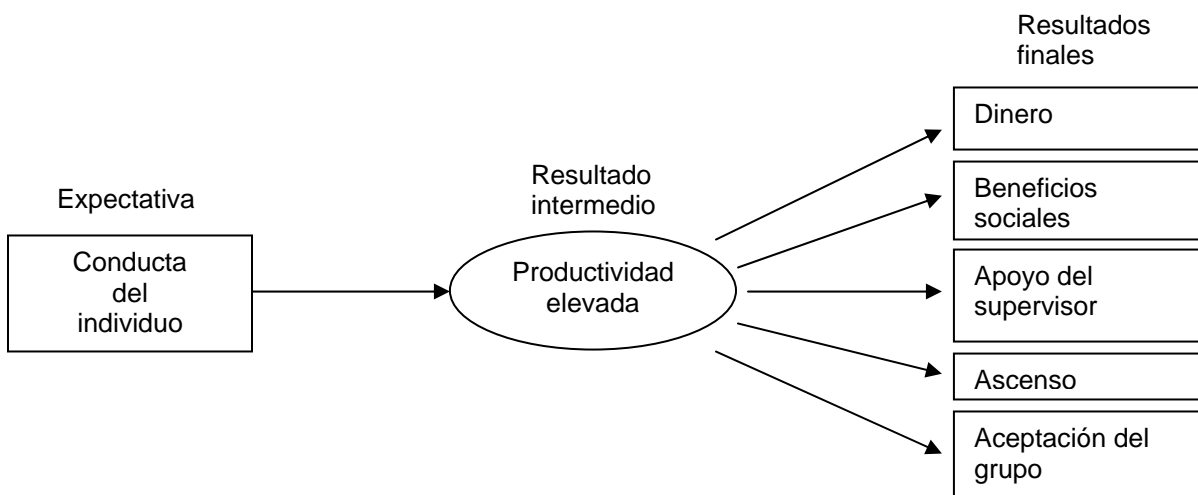 Expectativa
Conducta
del
individuo
Resultado
intermedio
Productividad
elevada
Resultados
finales
Dinero
Beneficios
sociales
Apoyo del
supervisor
Ascenso
Aceptación del
grupo